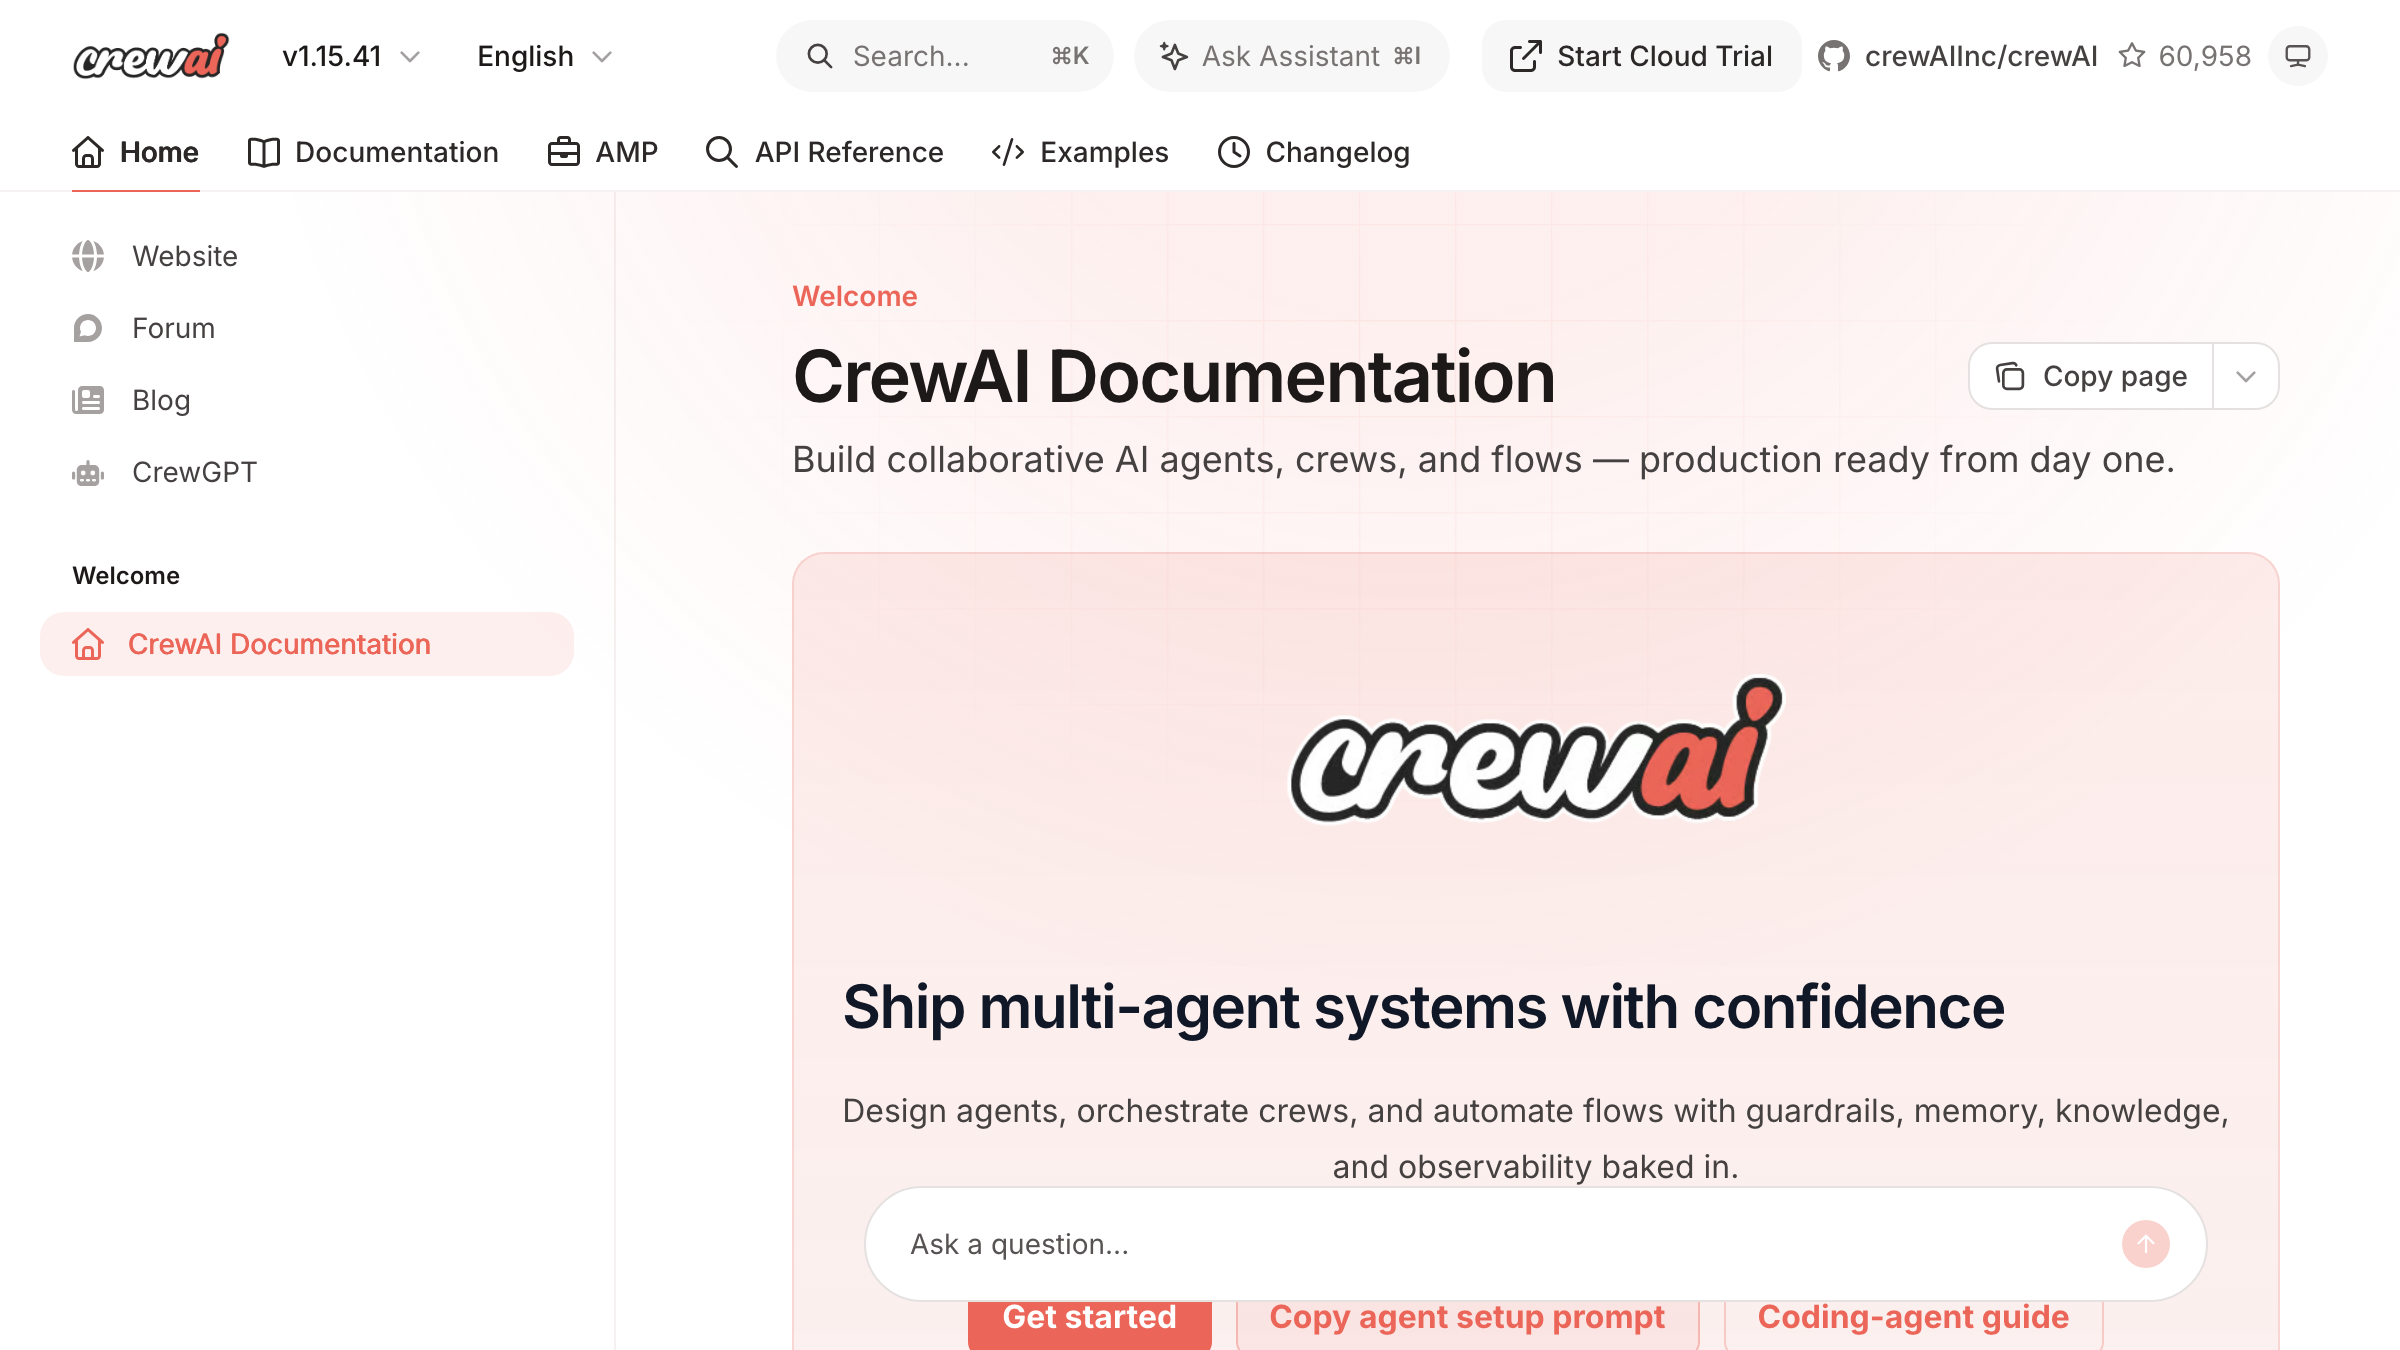 crewai
v1.15.41
English
Search...
⌘K
Ask Assistant
⌘I
Start Cloud Trial
crewAIInc/crewAI
60,958
Home
Documentation
AMP
API Reference
Examples
Changelog
Website
Forum
Blog
CrewGPT
Welcome
CrewAI Documentation
Welcome
CrewAI Documentation
Copy page
Build collaborative AI agents, crews, and flows — production ready from day one.
crewai
Ship multi-agent systems with confidence
Design agents, orchestrate crews, and automate flows with guardrails, memory, knowledge,
and observability baked in.
Ask a question...
Get started
Copy agent setup prompt
Coding-agent guide